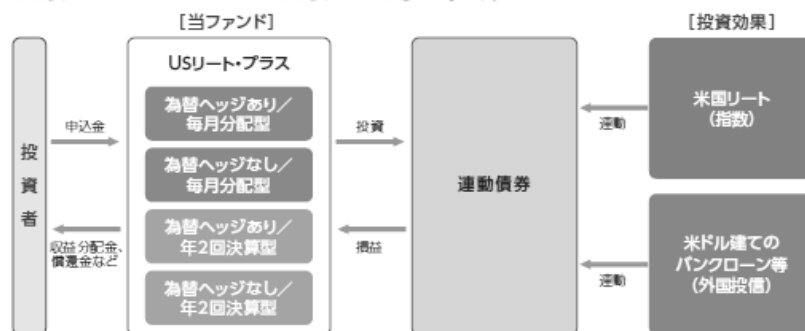 [当ファンド]
[投資効果]
USリート・プラス
投資者
申込金
収益分配金、
償還金など
為替ヘッジあり／
毎月分配型
為替ヘッジなし／
毎月分配型
為替ヘッジあり／
年2回決算型
為替ヘッジなし／
年2回決算型
投資
損益
連動債券
連動
連動
米国リート
(指数)
米ドル建ての
バンクローン等
(外国投信)